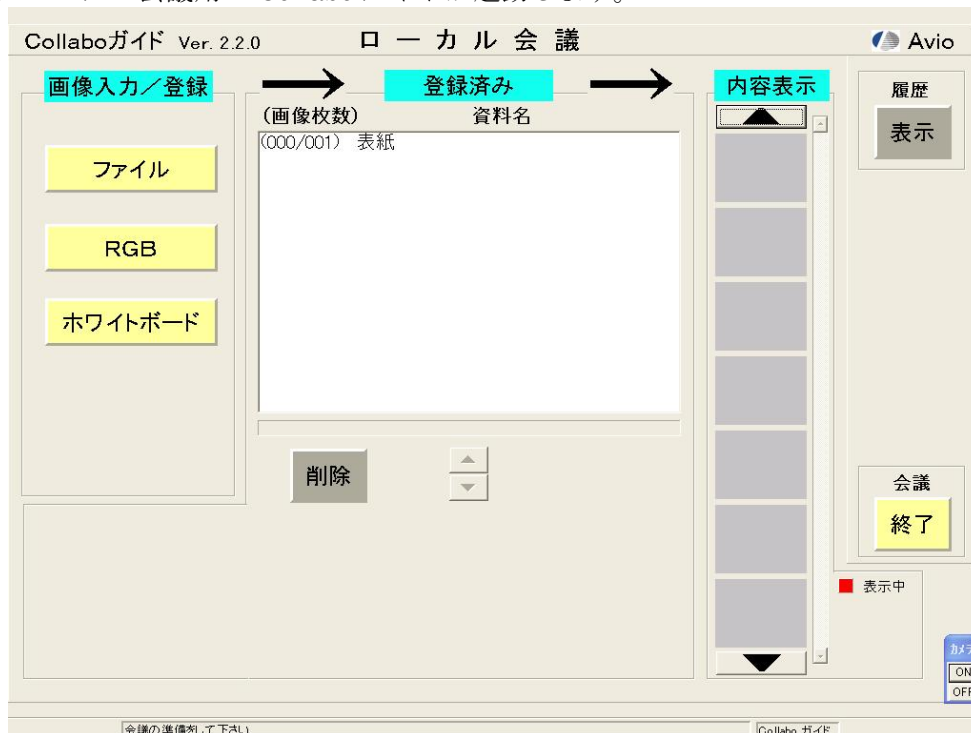 Colleboガイド Ver. 2.2.0 ローカル会議 Avio
画像入力／登録 登録済み 内容表示 履歴
(画像枚数) 資料名
表示
(000/001) 表紙
ファイル
RGB
ホワイトボード
削除
会議
終了
表示中
ON
OFF
会議の準備をして下さい
Collabo ガイド